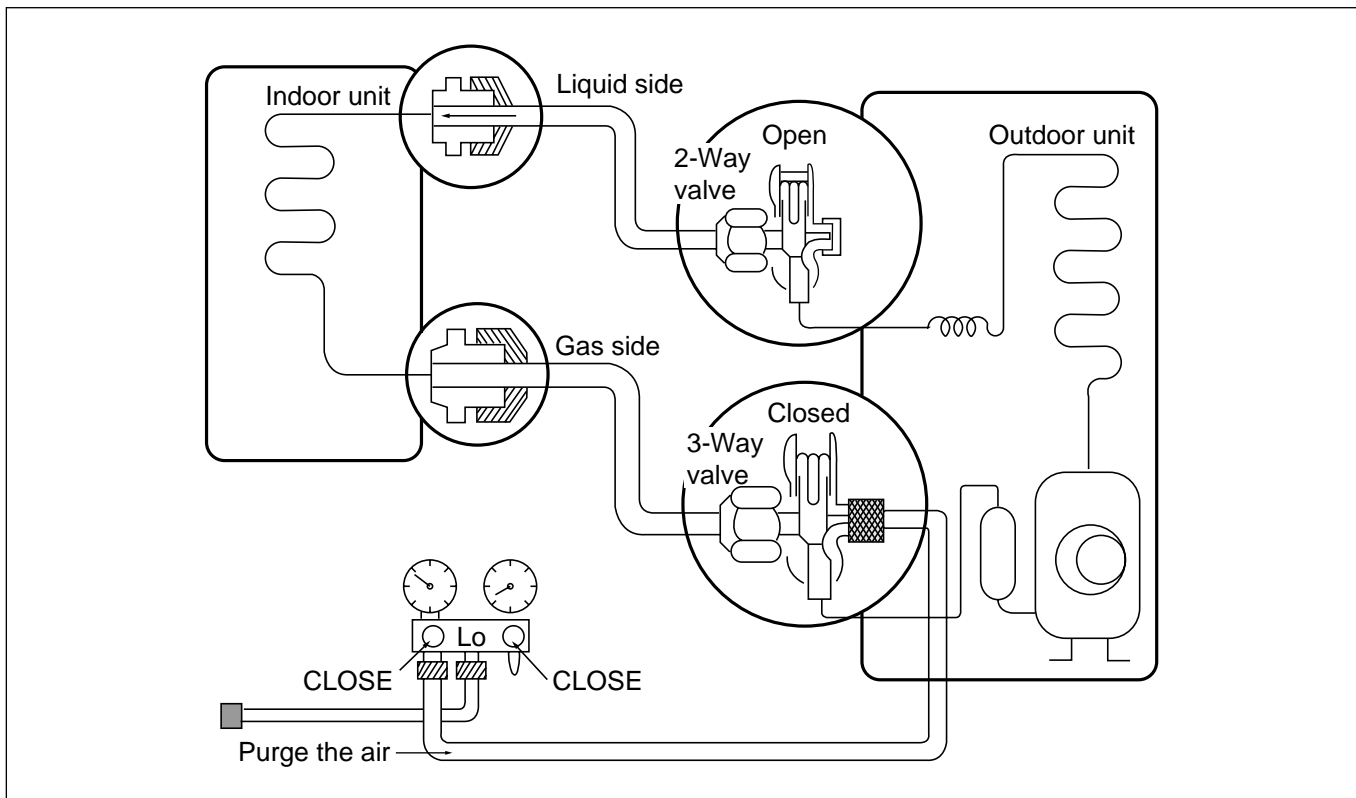 Indoor unit
Liquid side
Open
2-Way
valve
Outdoor unit
Gas side
Closed
3-Way
valve
Lo
CLOSE
CLOSE
Purge the air